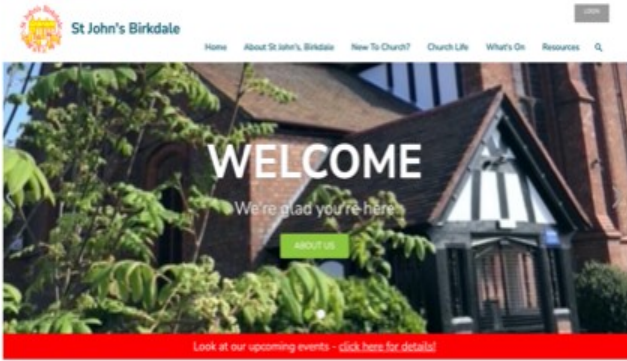 LOGIN
St John's Birkdale
Home About St John's, Birkdale New To Church? Church Life What's On Resources
WELCOME
We're glad you're here
ABOUT US
Look at our upcoming events - click here for details!